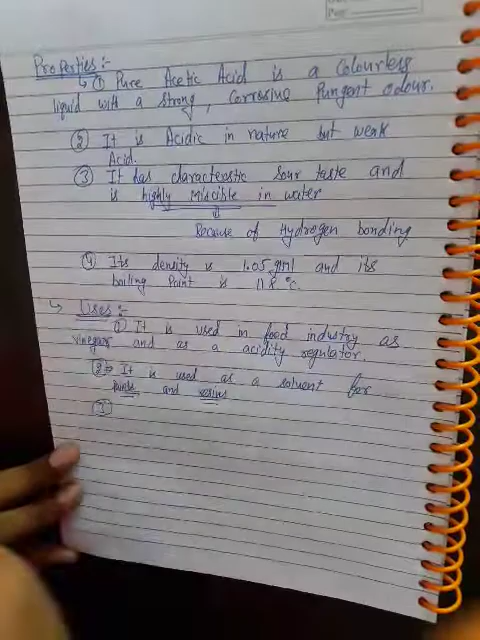 Properties :-
↳ ① Pure Acetic Acid is a Colourless
liquid with a strong, Corrosive Pungent odour.
② It is Acidic in nature but weak
Acid.
③ It has characterstic Sour taste and
is highly Miscible in water
⇓
Because of Hydrogen bonding
④ Its density is 1.05 g/ml and its
boiling Point is 118 °C
↳ Uses :-
① It is used in food industry as
vinegar and as a acidity regulator.
② It is used as a solvent for
paints and resins
③